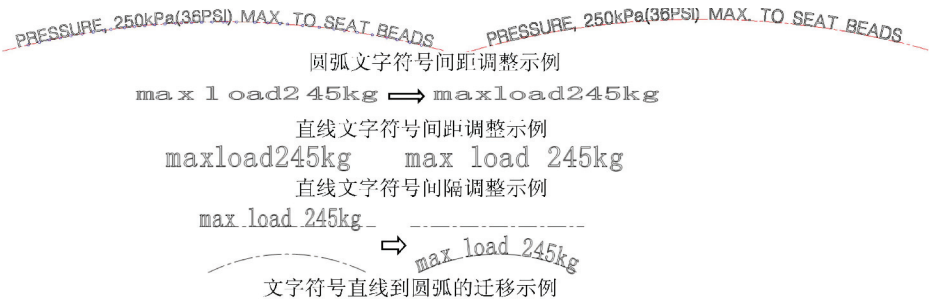 PRESSURE, 250kPa(36PSI) MAX. TO SEAT BEADS PRESSURE, 250kPa(36PSI) MAX. TO SEAT BEADS
圆弧文字符号间距调整示例
max l oad2 45kg ⇨ maxload245kg
直线文字符号间距调整示例
maxload245kg max load 245kg
直线文字符号间隔调整示例
max load 245kg
⇨
max load 245kg
文字符号直线到圆弧的迁移示例